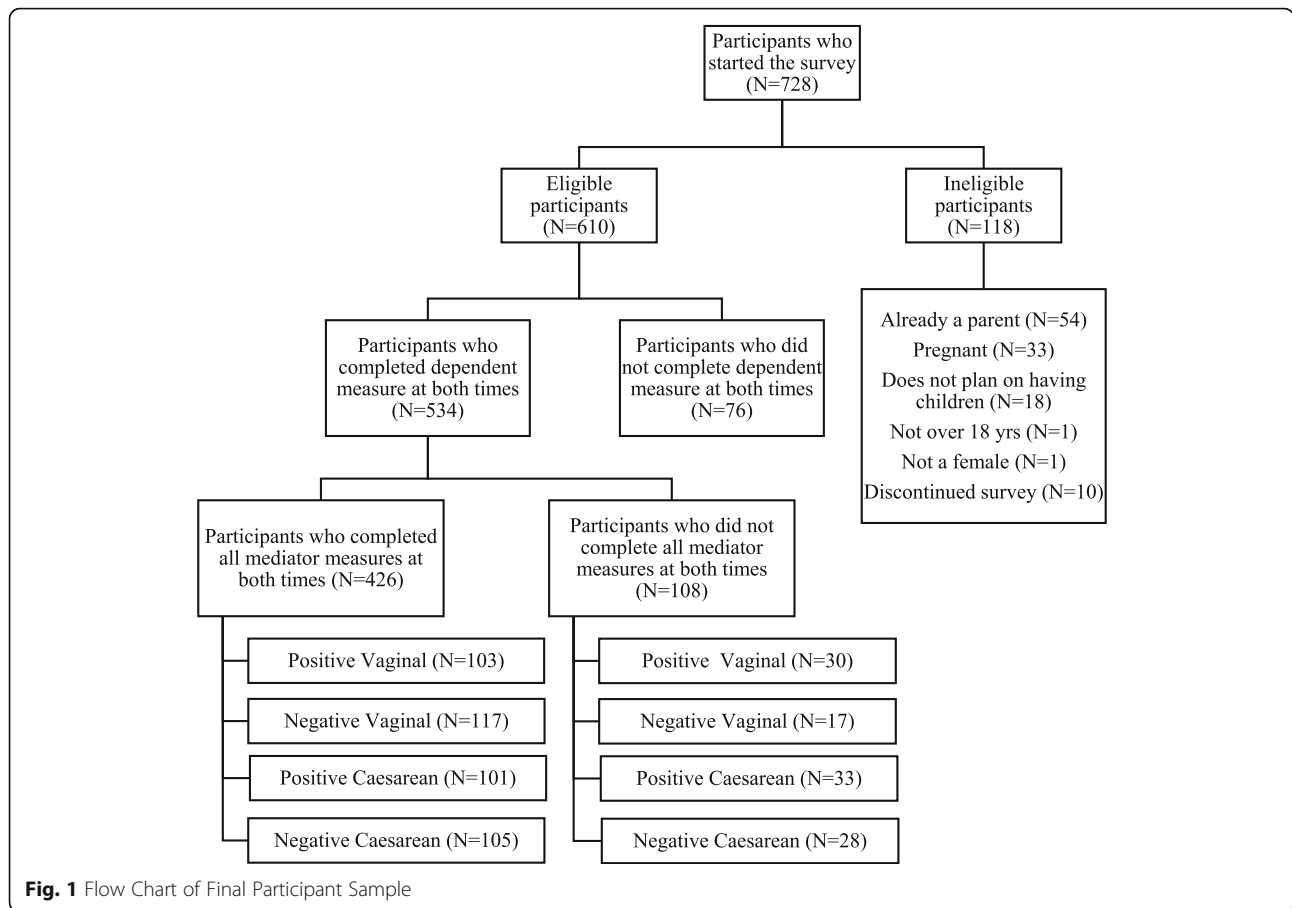 Participants who
started the survey
(N=728)
Eligible
participants
(N=610)
Ineligible
participants
(N=118)
Participants who
completed dependent
measure at both times
(N=534)
Participants who did
not complete dependent
measure at both times
(N=76)
Already a parent (N=54)
Pregnant (N=33)
Does not plan on having
children (N=18)
Not over 18 yrs (N=1)
Not a female (N=1)
Discontinued survey (N=10)
Participants who completed
all mediator measures at
both times (N=426)
Participants who did not
complete all mediator
measures at both times
(N=108)
Positive Vaginal (N=103)
Negative Vaginal (N=117)
Positive Caesarean (N=101)
Negative Caesarean (N=105)
Positive Vaginal (N=30)
Negative Vaginal (N=17)
Positive Caesarean (N=33)
Negative Caesarean (N=28)
Fig. 1 Flow Chart of Final Participant Sample